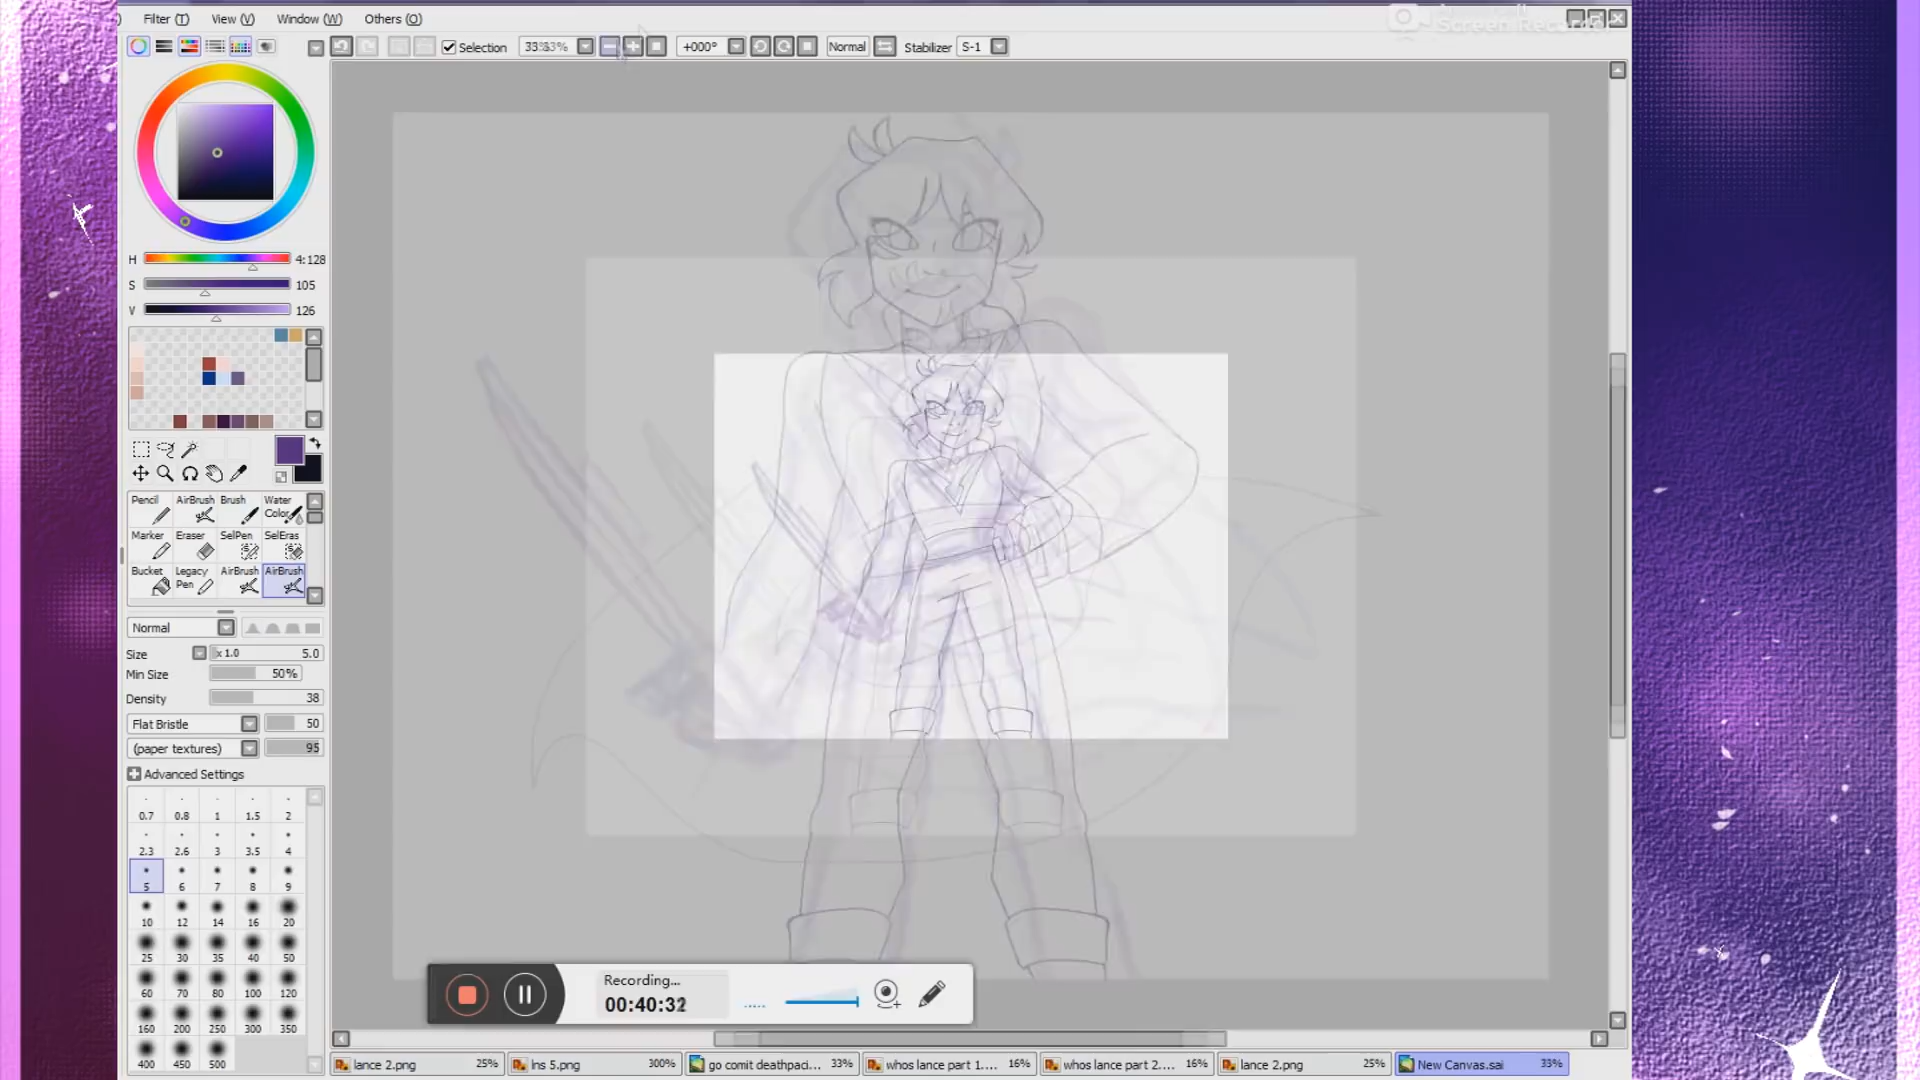 Filter (T) View (V) Window (W) Others (O)
Screen Recorder
Selection +000° Normal Stabilizer S-1
H 4:128
S 105
V 126
Pencil AirBrush Brush Water Color
Marker Eraser SelPen SelEras
Bucket Legacy Pen AirBrush AirBrush
Normal
Size x 1.0 5.0
Min Size 50%
Density 38
Flat Bristle 50
(paper textures) 95
Advanced Settings
0.7 0.8 1 1.5 2
2.3 2.6 3 3.5 4
5 6 7 8 9
10 12 14 16 20
25 30 35 40 50
60 70 80 100 120
160 200 250 300 350
400 450 500
Recording...
lance 2.png 25% lns 5.png 300% go comit deathpaci... 33% whos lance part 1.... 16% whos lance part 2.... 16% lance 2.png 25% New Canvas.sai 33%